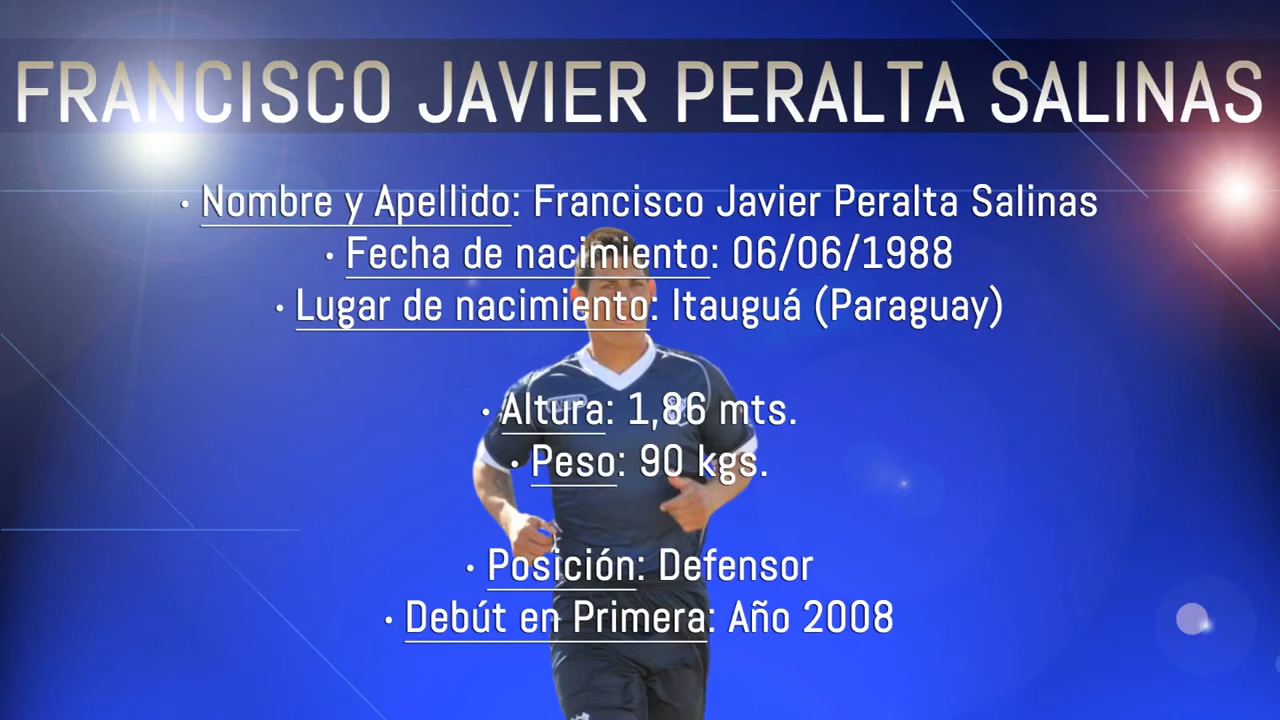 FRANCISCO JAVIER PERALTA SALINAS
· Nombre y Apellido: Francisco Javier Peralta Salinas
· Fecha de nacimiento: 06/06/1988
· Lugar de nacimiento: Itauguá (Paraguay)
· Altura: 1,86 mts.
· Peso: 90 kgs.
· Posición: Defensor
· Debút en Primera: Año 2008